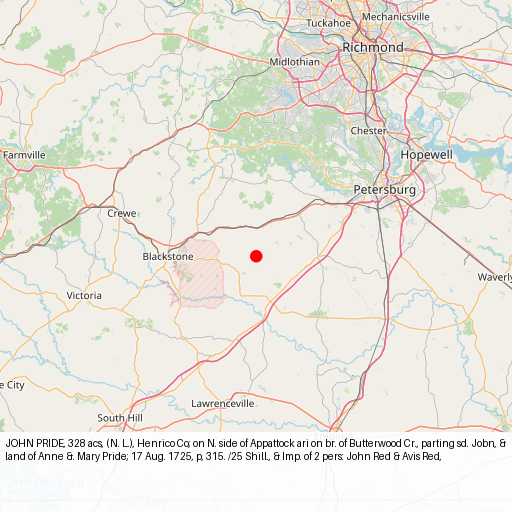 Mechanicsville
Tuckahoe
Richmond
Midlothian
Chester
Farmville
Hopewell
Petersburg
Crewe
Blackstone
Waverly
Victoria
e City
Lawrenceville
South Hill
JOHN PRIDE, 328 acs, (N. L.), Henrico Co, on N. side of Appattock ari on br. of Butterwood Cr., parting sd. Jobn, &
land of Anne & Mary Pride; 17 Aug. 1725, p, 315. /25 Shill., & Imp. of 2 pers: John Red & Avis Red,